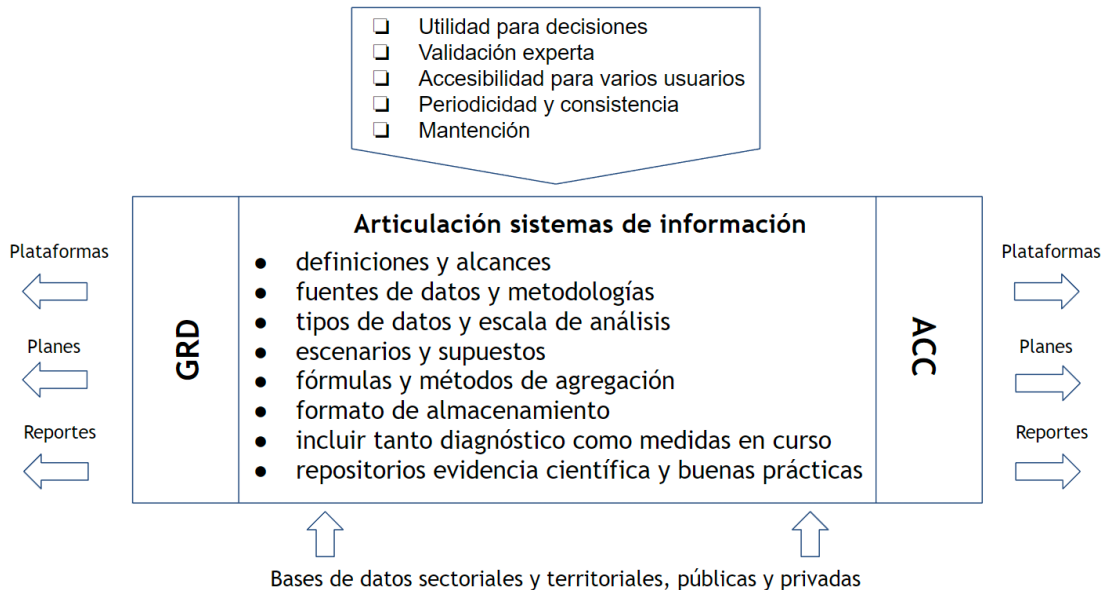 ❏ Utilidad para decisiones
❏ Validación experta
❏ Accesibilidad para varios usuarios
❏ Periodicidad y consistencia
❏ Mantención
Articulación sistemas de información
● definiciones y alcances
● fuentes de datos y metodologías
● tipos de datos y escala de análisis
● escenarios y supuestos
● fórmulas y métodos de agregación
● formato de almacenamiento
● incluir tanto diagnóstico como medidas en curso
● repositorios evidencia científica y buenas prácticas
GRD
ACC
Plataformas
Planes
Reportes
Plataformas
Planes
Reportes
Bases de datos sectoriales y territoriales, públicas y privadas